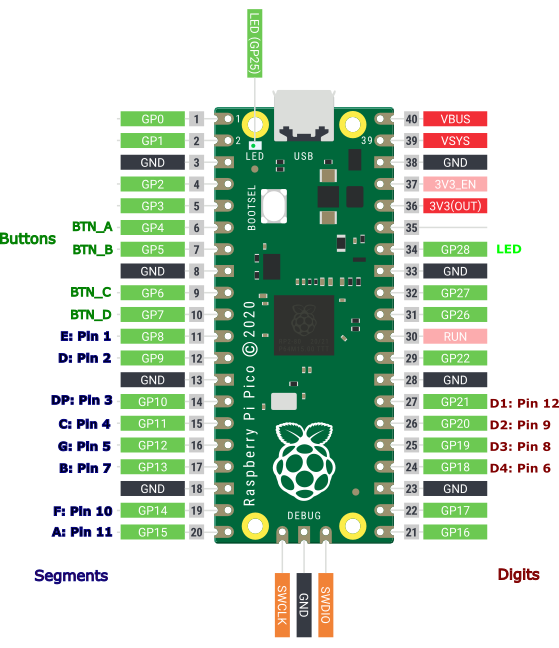 LED (GP25)
GP0 1 1 40 VBUS
GP1 2 2 LED USB 39 39 VSYS
GND 3 38 GND
GP2 4 37 3V3_EN
GP3 5 BOOTSEL 36 3V3(OUT)
BTN_A GP4 6 35
Buttons
BTN_B GP5 7 34 GP28 LED
GND 8 33 GND
BTN_C GP6 9 32 GP27
BTN_D GP7 10 31 GP26
E: Pin 1 GP8 11 30 RUN
D: Pin 2 GP9 12 29 GP22
GND 13 28 GND
DP: Pin 3 GP10 14 27 GP21 D1: Pin 12
C: Pin 4 GP11 15 26 GP20 D2: Pin 9
G: Pin 5 GP12 16 25 GP19 D3: Pin 8
B: Pin 7 GP13 17 24 GP18 D4: Pin 6
Raspberry Pi Pico © 2020
GND 18 23 GND
F: Pin 10 GP14 19 22 GP17
DEBUG
A: Pin 11 GP15 20 21 GP16
Segments
Digits
SWCLK
GND
SWDIO